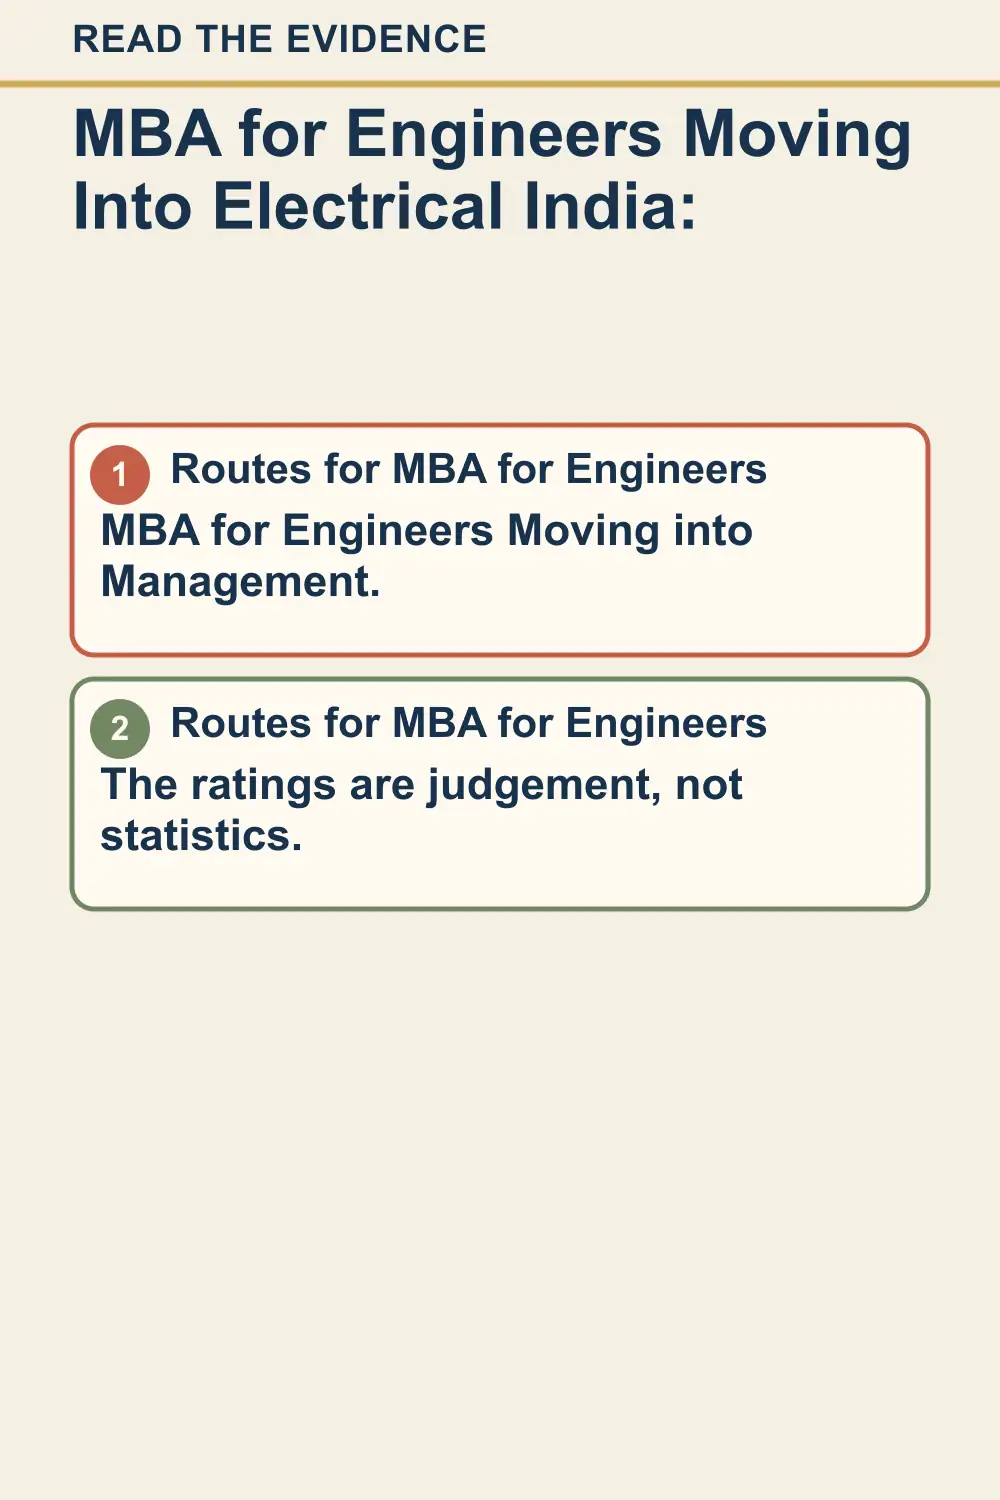 READ THE EVIDENCE
MBA for Engineers Moving
Into Electrical India:
1 Routes for MBA for Engineers
MBA for Engineers Moving into
Management.
2 Routes for MBA for Engineers
The ratings are judgement, not
statistics.